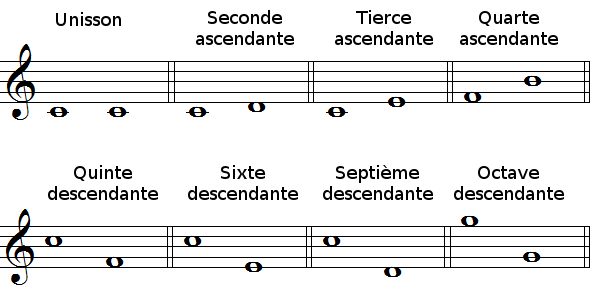 Unisson
Seconde
ascendante
Tierce
ascendante
Quarte
ascendante
Quinte
descendante
Sixte
descendante
Septième
descendante
Octave
descendante